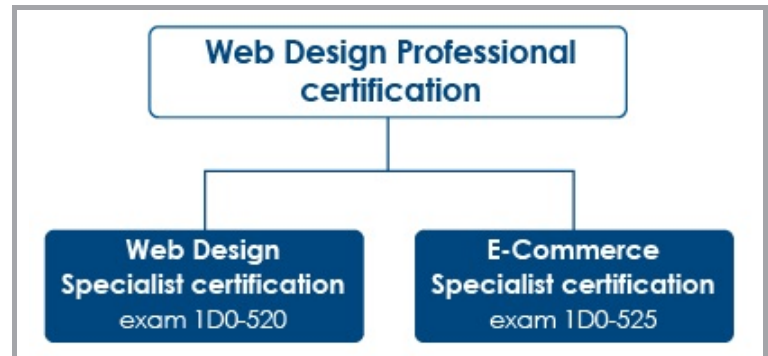 Web Design Professional
certification
Web Design
Specialist certification
exam 1D0-520
E-Commerce
Specialist certification
exam 1D0-525